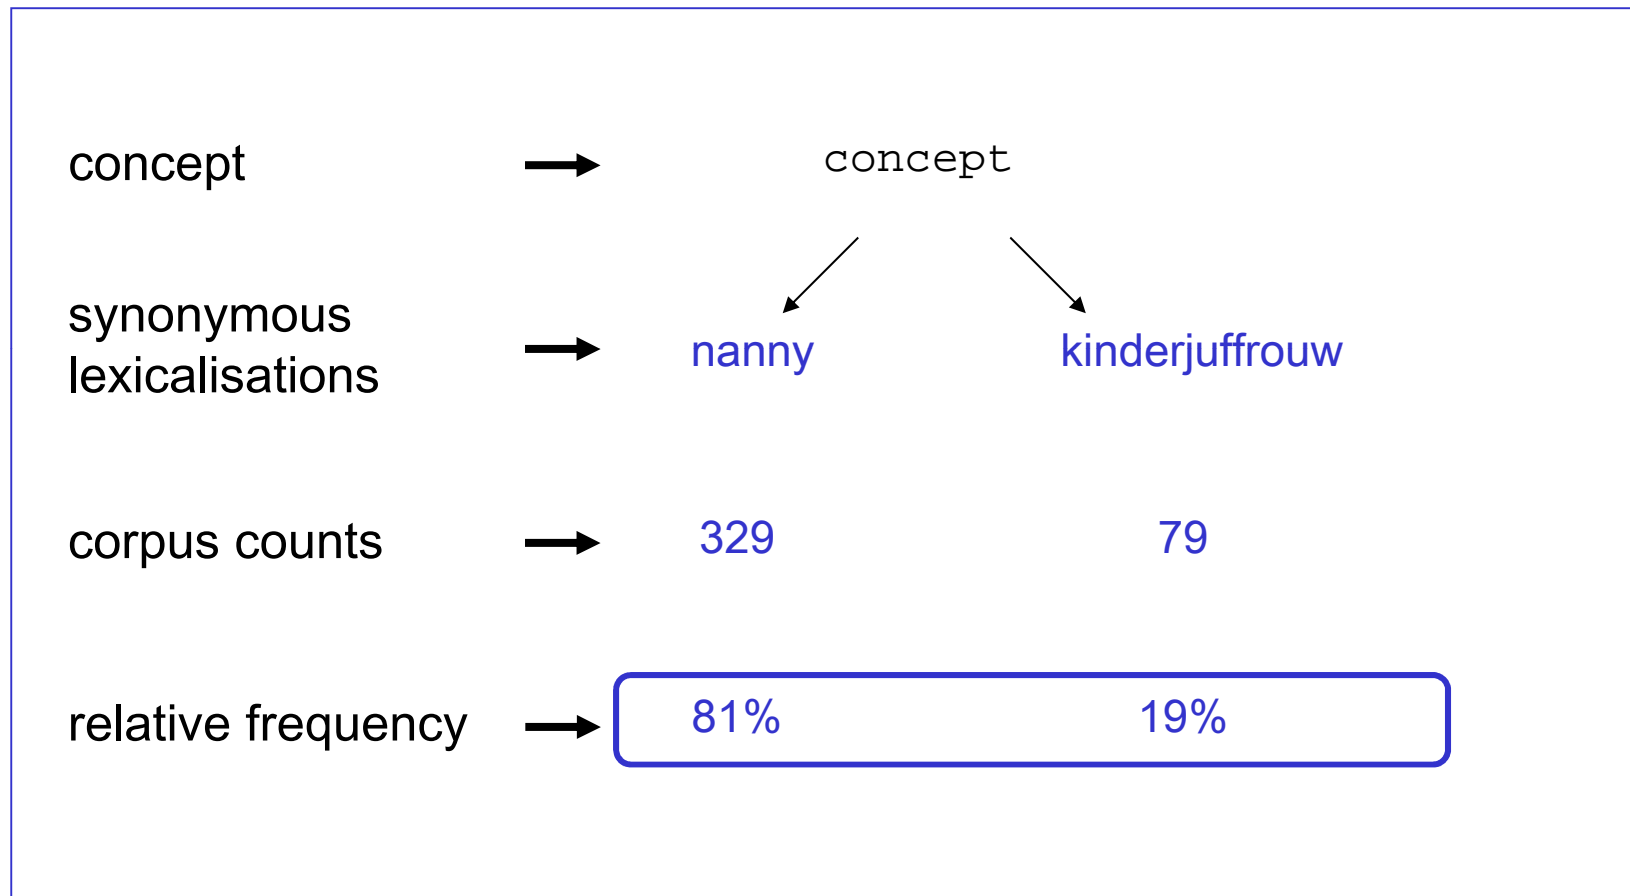 concept concept
synonymous
lexicalisations nanny kinderjuffrouw
corpus counts 329 79
relative frequency 81% 19%